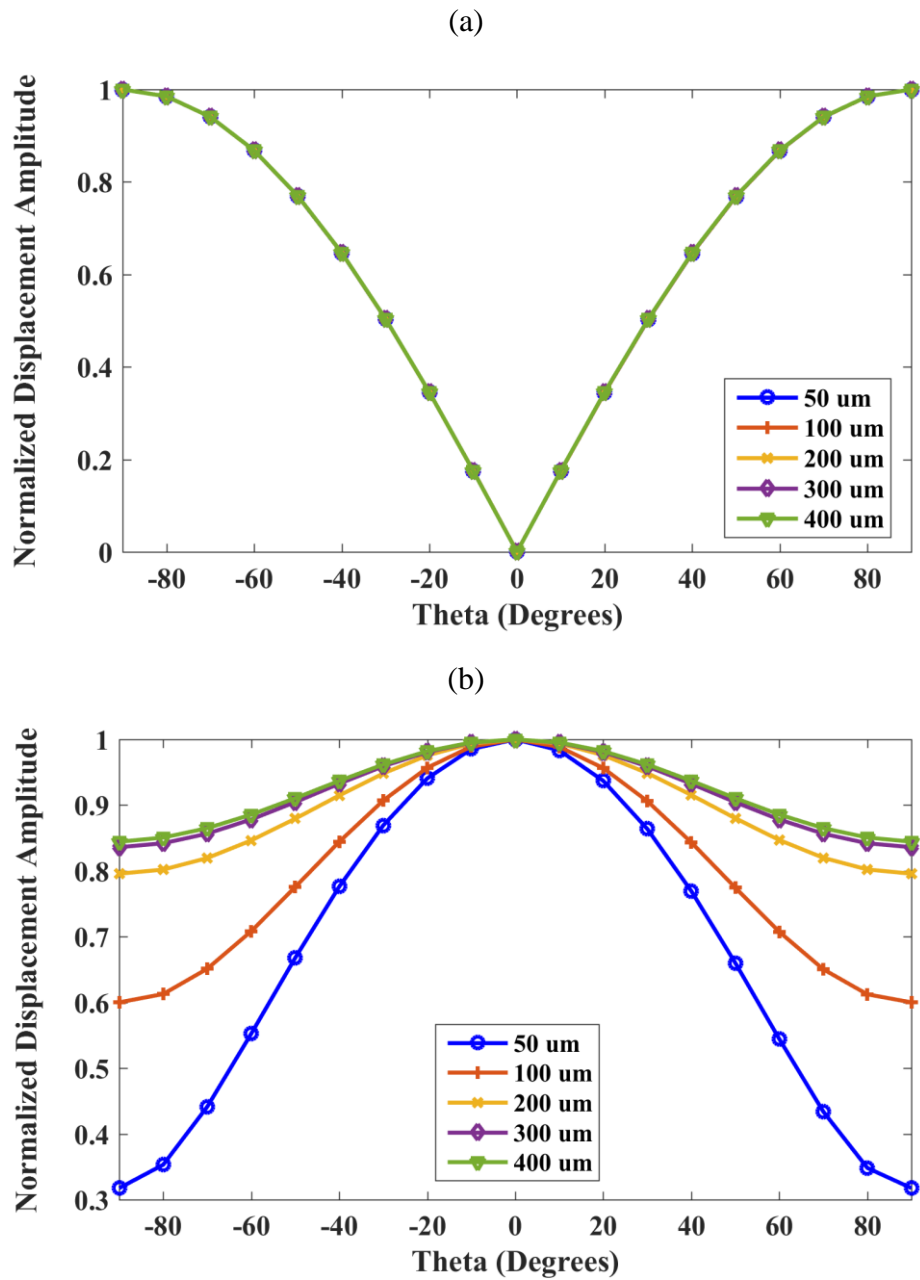 (a)
Normalized Displacement Amplitude
1
0.8
0.6
0.4
0.2
0
-80 -60 -40 -20 0 20 40 60 80
Theta (Degrees)
50 um
100 um
200 um
300 um
400 um
(b)
Normalized Displacement Amplitude
1
0.9
0.8
0.7
0.6
0.5
0.4
0.3
-80 -60 -40 -20 0 20 40 60 80
Theta (Degrees)
50 um
100 um
200 um
300 um
400 um